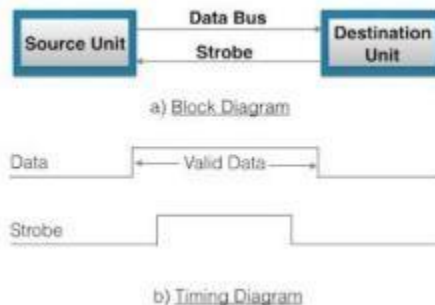 Data Bus
Source Unit
Strobe
Destination
Unit
a) Block Diagram
Data
Valid Data
Strobe
b) Timing Diagram